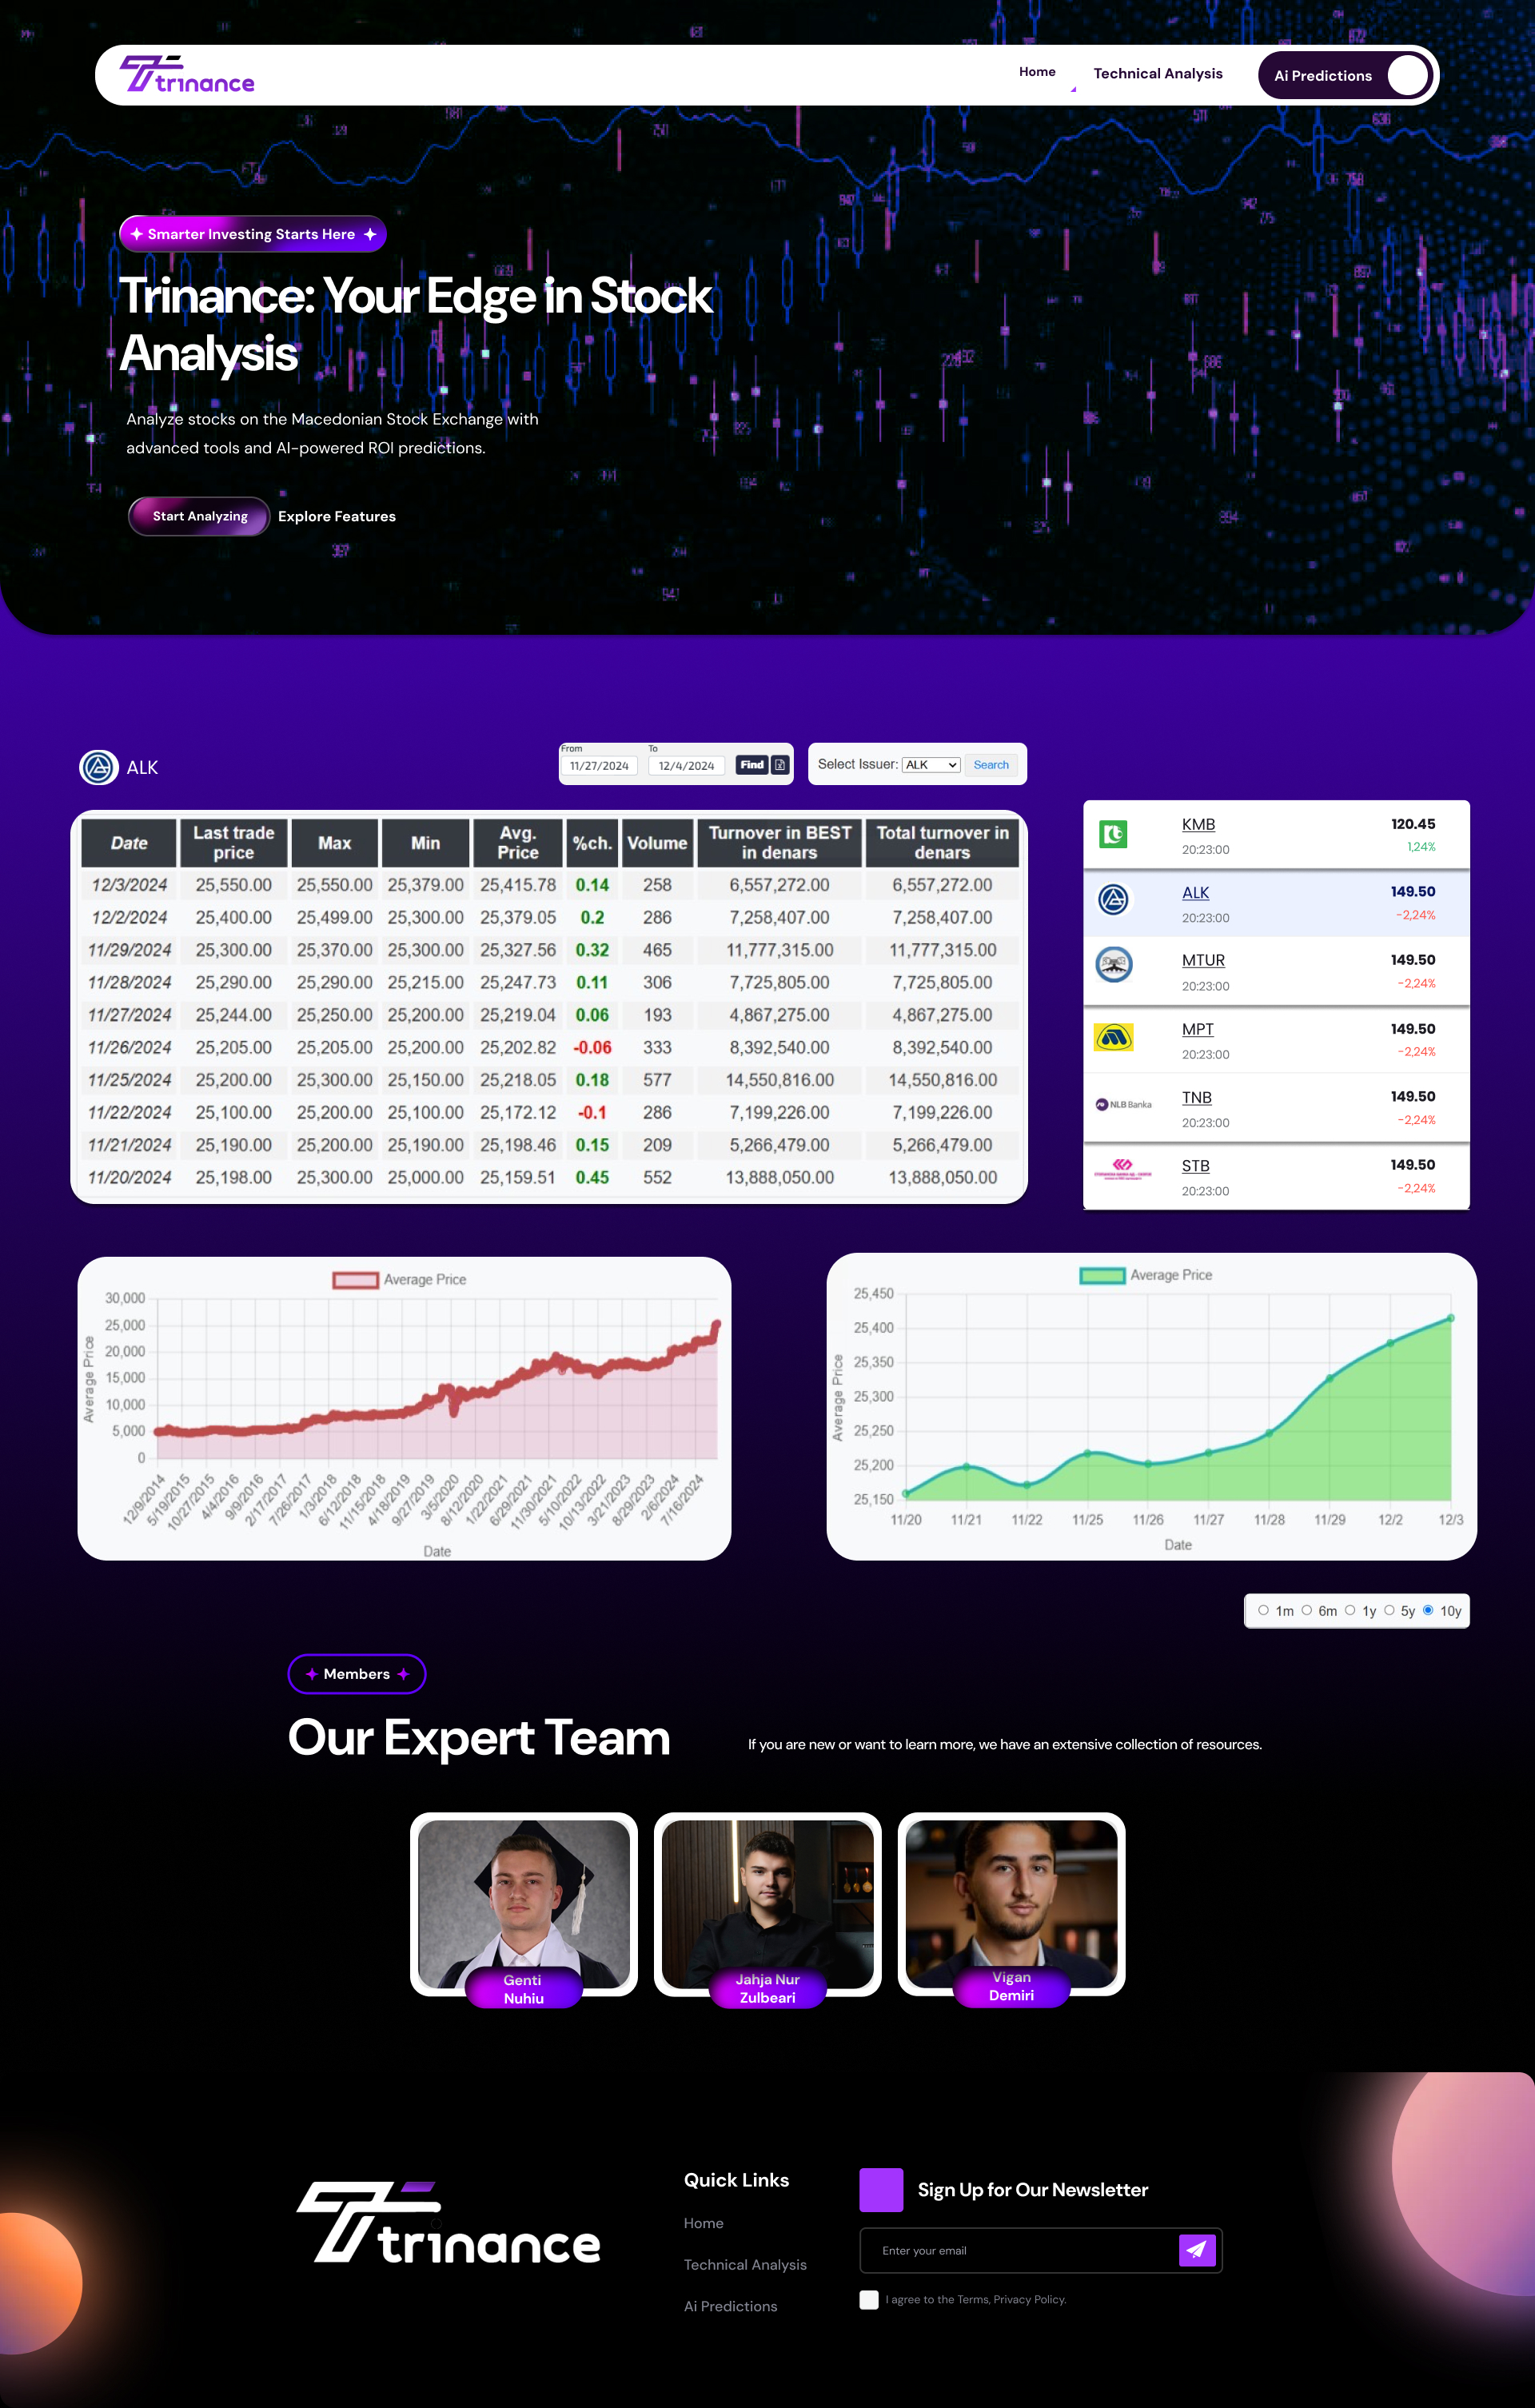 trinance
Home
Technical Analysis
Ai Predictions
Smarter Investing Starts Here
Trinance: Your Edge in Stock
Analysis
Analyze stocks on the Macedonian Stock Exchange with
advanced tools and AI-powered ROI predictions.
Start Analyzing
Explore Features
ALK
From To
11/27/2024 12/4/2024 Find
Select Issuer: ALK Search
Date Last trade price Max Min Avg. Price %ch. Volume Turnover in BEST in denars Total turnover in denars
12/3/2024 25,550.00 25,550.00 25,379.00 25,415.78 0.14 258 6,557,272.00 6,557,272.00
12/2/2024 25,400.00 25,499.00 25,300.00 25,379.05 0.2 286 7,258,407.00 7,258,407.00
11/29/2024 25,300.00 25,370.00 25,300.00 25,327.56 0.32 465 11,777,315.00 11,777,315.00
11/28/2024 25,290.00 25,290.00 25,215.00 25,247.73 0.11 306 7,725,805.00 7,725,805.00
11/27/2024 25,244.00 25,250.00 25,200.00 25,219.04 0.06 193 4,867,275.00 4,867,275.00
11/26/2024 25,205.00 25,205.00 25,200.00 25,202.82 -0.06 333 8,392,540.00 8,392,540.00
11/25/2024 25,200.00 25,300.00 25,150.00 25,218.05 0.18 577 14,550,816.00 14,550,816.00
11/22/2024 25,100.00 25,200.00 25,100.00 25,172.12 -0.1 286 7,199,226.00 7,199,226.00
11/21/2024 25,190.00 25,200.00 25,190.00 25,198.46 0.15 209 5,266,479.00 5,266,479.00
11/20/2024 25,198.00 25,300.00 25,000.00 25,159.51 0.45 552 13,888,050.00 13,888,050.00
KMB 120.45
20:23:00 1,24%
ALK 149.50
20:23:00 -2,24%
MTUR 149.50
20:23:00 -2,24%
MPT 149.50
20:23:00 -2,24%
NLB Banka
TNB 149.50
20:23:00 -2,24%
STB 149.50
20:23:00 -2,24%
Average Price
30,000
25,000
20,000
15,000
10,000
5,000
0
Average Price
12/9/2014 5/19/2015 10/27/2015 4/4/2016 9/9/2016 2/17/2017 7/26/2017 1/3/2018 6/12/2018 11/15/2018 4/18/2019 9/27/2019 3/5/2020 8/12/2020 1/22/2021 6/29/2021 11/30/2021 5/10/2022 10/13/2022 3/21/2023 8/29/2023 2/6/2024 7/16/2024
Date
Average Price
25,450
25,400
25,350
25,300
25,250
25,200
25,150
Average Price
11/20 11/21 11/22 11/25 11/26 11/27 11/28 11/29 12/2 12/3
Date
1m 6m 1y 5y 10y
Members
Our Expert Team
If you are new or want to learn more, we have an extensive collection of resources.
Genti
Nuhiu
Jahja Nur
Zulbeari
Vigan
Demiri
trinance
Quick Links
Home
Technical Analysis
Ai Predictions
Sign Up for Our Newsletter
Enter your email
I agree to the Terms, Privacy Policy.